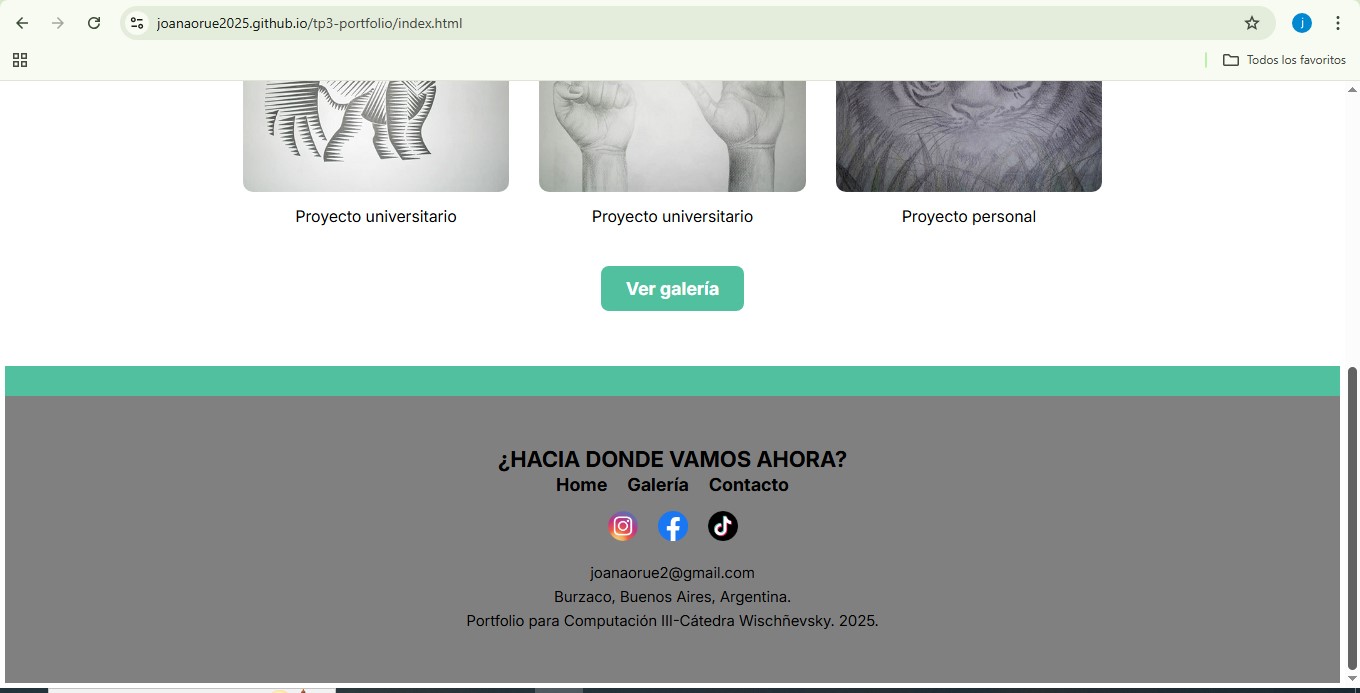 joanaorue2025.github.io/tp3-portfolio/index.html
j
Todos los favoritos
Proyecto universitario
Proyecto universitario
Proyecto personal
Ver galería
¿HACIA DONDE VAMOS AHORA?
Home Galería Contacto
joanaorue2@gmail.com
Burzaco, Buenos Aires, Argentina.
Portfolio para Computación III-Cátedra Wischñevsky. 2025.